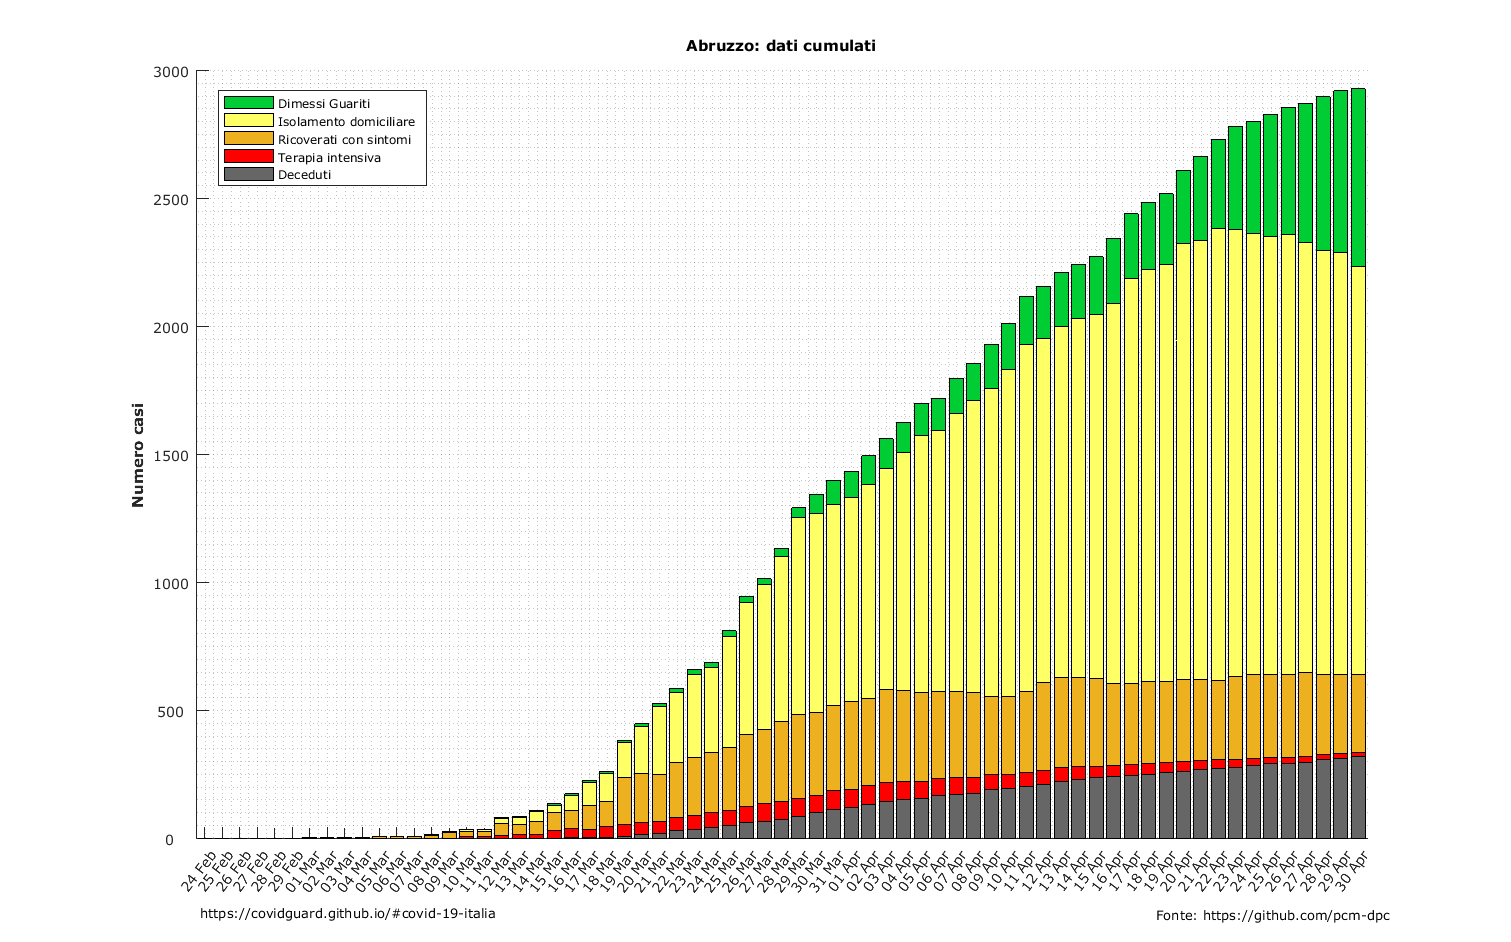 Abruzzo: dati cumulati
3000
2500
2000
1500
1000
500
0
Numero casi
Dimessi Guariti
Isolamento domiciliare
Ricoverati con sintomi
Terapia intensiva
Deceduti
24 Feb
25 Feb
26 Feb
27 Feb
28 Feb
29 Feb
01 Mar
02 Mar
03 Mar
04 Mar
05 Mar
06 Mar
07 Mar
08 Mar
09 Mar
10 Mar
11 Mar
12 Mar
13 Mar
14 Mar
15 Mar
16 Mar
17 Mar
18 Mar
19 Mar
20 Mar
21 Mar
22 Mar
23 Mar
24 Mar
25 Mar
26 Mar
27 Mar
28 Mar
29 Mar
30 Mar
31 Mar
01 Apr
02 Apr
03 Apr
04 Apr
05 Apr
06 Apr
07 Apr
08 Apr
09 Apr
10 Apr
11 Apr
12 Apr
13 Apr
14 Apr
15 Apr
16 Apr
17 Apr
18 Apr
19 Apr
20 Apr
21 Apr
22 Apr
23 Apr
24 Apr
25 Apr
26 Apr
27 Apr
28 Apr
29 Apr
30 Apr
https://covidguard.github.io/#covid-19-italia
Fonte: https://github.com/pcm-dpc